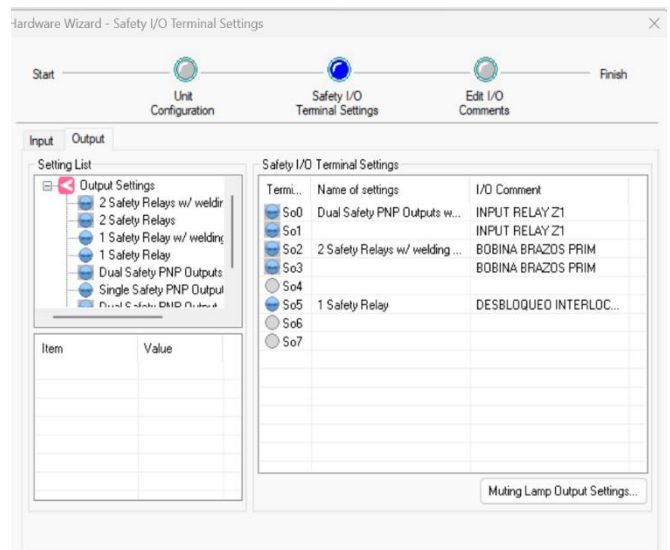 Hardware Wizard - Safety I/O Terminal Settings
Start
Unit
Configuration
Safety I/O
Terminal Settings
Edit I/O
Comments
Finish
Input Output
Setting List
Output Settings
2 Safety Relays w/ weldir
2 Safety Relays
1 Safety Relay w/ welding
1 Safety Relay
Dual Safety PNP Outputs
Single Safety PNP Output
Dual Safety PNP Output
Item Value
Safety I/O Terminal Settings
Termi... Name of settings I/O Comment
So0 Dual Safety PNP Outputs w... INPUT RELAY Z1
So1 INPUT RELAY Z1
So2 2 Safety Relays w/ welding ... BOBINA BRAZOS PRIM
So3 BOBINA BRAZOS PRIM
So4
So5 1 Safety Relay DESBLOQUEO INTERLOC...
So6
So7
Muting Lamp Output Settings...